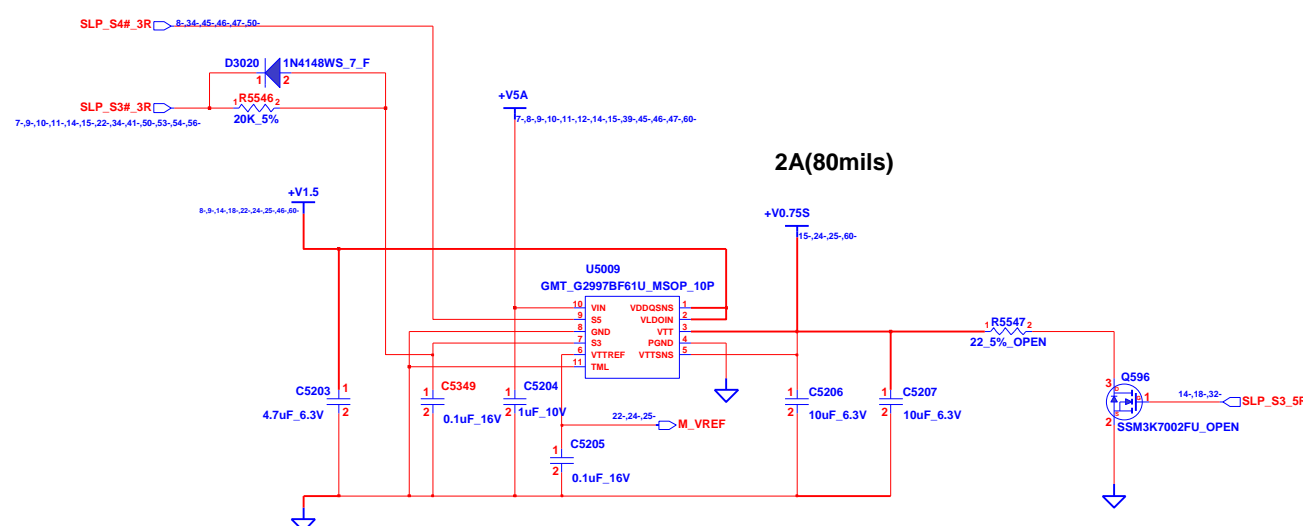 SLP_S4#_3R 8-,34-,45-,46-,47-,50-
D3020 1N4148WS_7_F
1 2
SLP_S3#_3R 1 R5546 2
7-,9-,10-,11-,14-,15-,22-,34-,41-,50-,53-,54-,56-
20K_5%
+V5A
7-,8-,9-,10-,11-,12-,14-,15-,39-,45-,46-,47-,60-
2A(80mils)
+V1.5
8-,9-,14-,18-,22-,24-,25-,46-,60-
+V0.75S
15-,24-,25-,60-
U5009
GMT_G2997BF61U_MSOP_10P
10 VIN VDDQSNS 1
9 S5 VLDOIN 2
8 GND VTT 3
7 S3 PGND 4
6 VTTREF VTTSNS 5
11 TML
1 R5547 2
22_5%_OPEN
C5203 1
2
4.7uF_6.3V
1 C5349
2
0.1uF_16V
1 C5204
2
1uF_10V
22-,24-,25-
M_VREF
1 C5205
2
0.1uF_16V
1 C5206
2
10uF_6.3V
1 C5207
2
10uF_6.3V
Q596
3
D
G
S
1
2
SSM3K7002FU_OPEN
14-,18-,32-
SLP_S3_5R